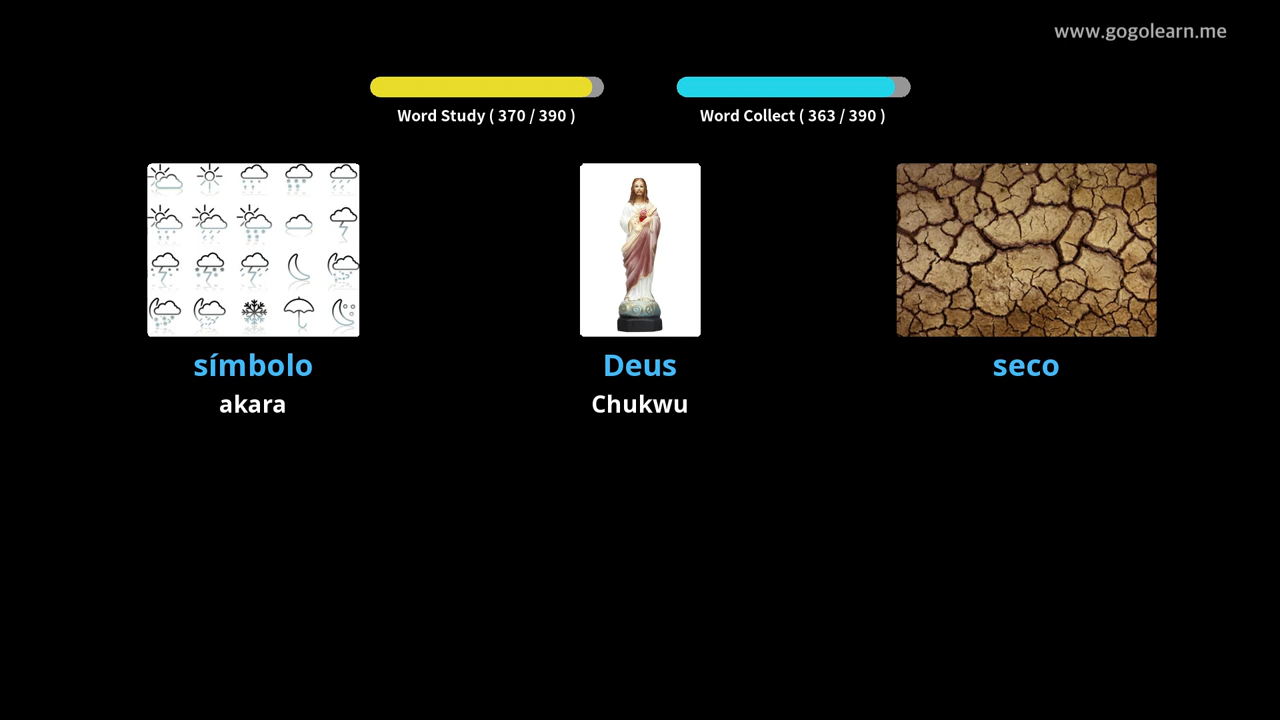 www.gogolearn.me
Word Study ( 370 / 390 )
Word Collect ( 363 / 390 )
símbolo
Deus
seco
akara
Chukwu